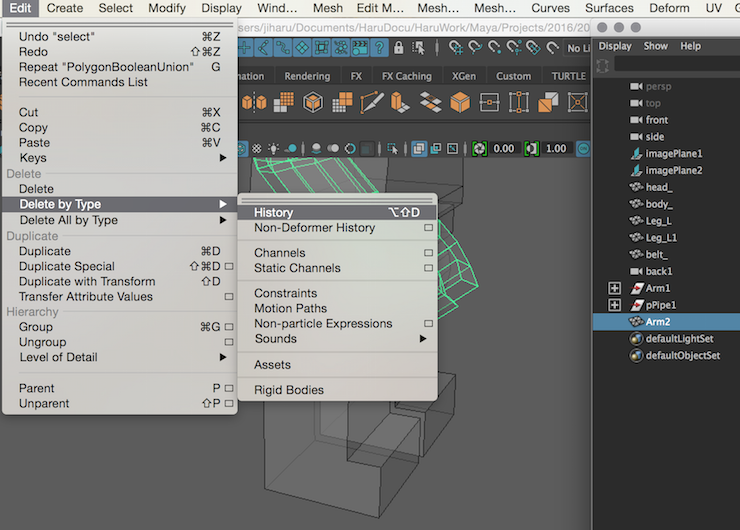 Edit Create Select Modify Display Wind... Mesh Edit M... Mesh... Mesh... Curves Surfaces Deform UV G
jiharu/Documents/HaruWork/Maya/Projects/2016/20
Undo "select" ⌘Z
Redo ⇧⌘Z
Repeat "PolygonBooleanUnion" G
Recent Commands List
Cut ⌘X
Copy ⌘C
Paste ⌘V
Keys
Delete
Delete
Delete by Type
Delete All by Type
Duplicate
Duplicate ⌘D
Duplicate Special ⇧⌘D
Duplicate with Transform ⇧D
Transfer Attribute Values
Hierarchy
Group ⌘G
Ungroup
Level of Detail
Parent P
Unparent ⇧P
No Li
mation Rendering FX FX Caching XGen Custom TURTLE
0.00 1.00
History ⌥⇧D
Non-Deformer History
Channels
Static Channels
Constraints
Motion Paths
Non-particle Expressions
Sounds
Assets
Rigid Bodies
Display Show Help
persp
top
front
side
imagePlane1
imagePlane2
head_
body_
Leg_L
Leg_L1
belt_
back1
Arm1
pPipe1
Arm2
defaultLightSet
defaultObjectSet